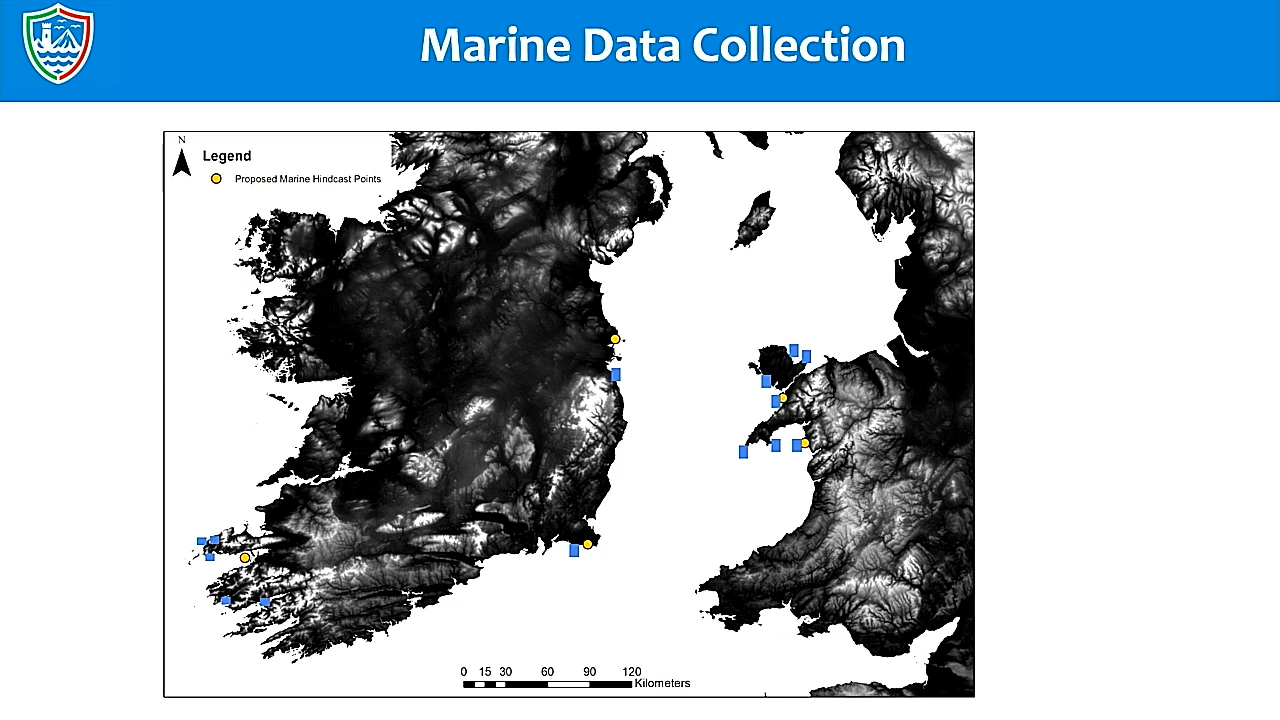 Marine Data Collection
N
Legend
Proposed Marine Hindcast Points
0 15 30 60 90 120
Kilometers